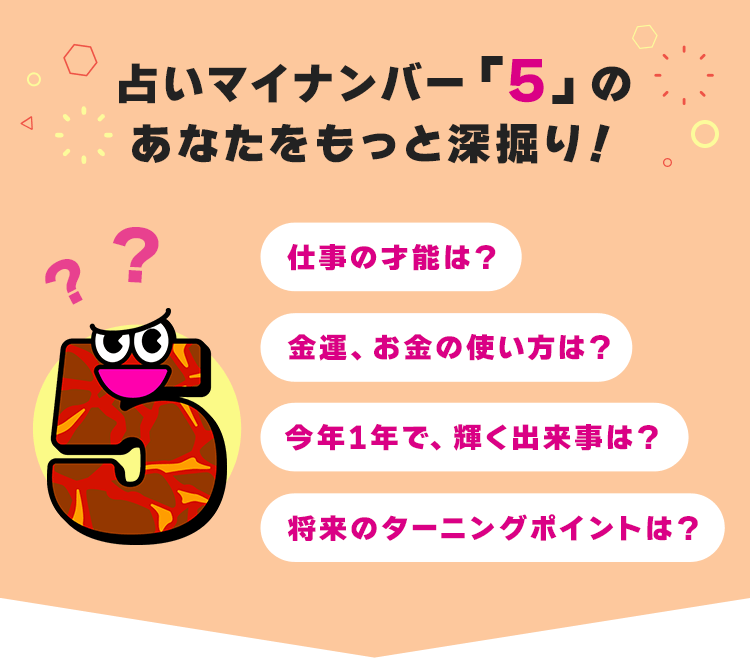 占いマイナンバー「5」の
あなたをもっと深掘り!
? ?
仕事の才能は?
金運、お金の使い方は?
今年1年で、輝く出来事は?
将来のターニングポイントは?
5